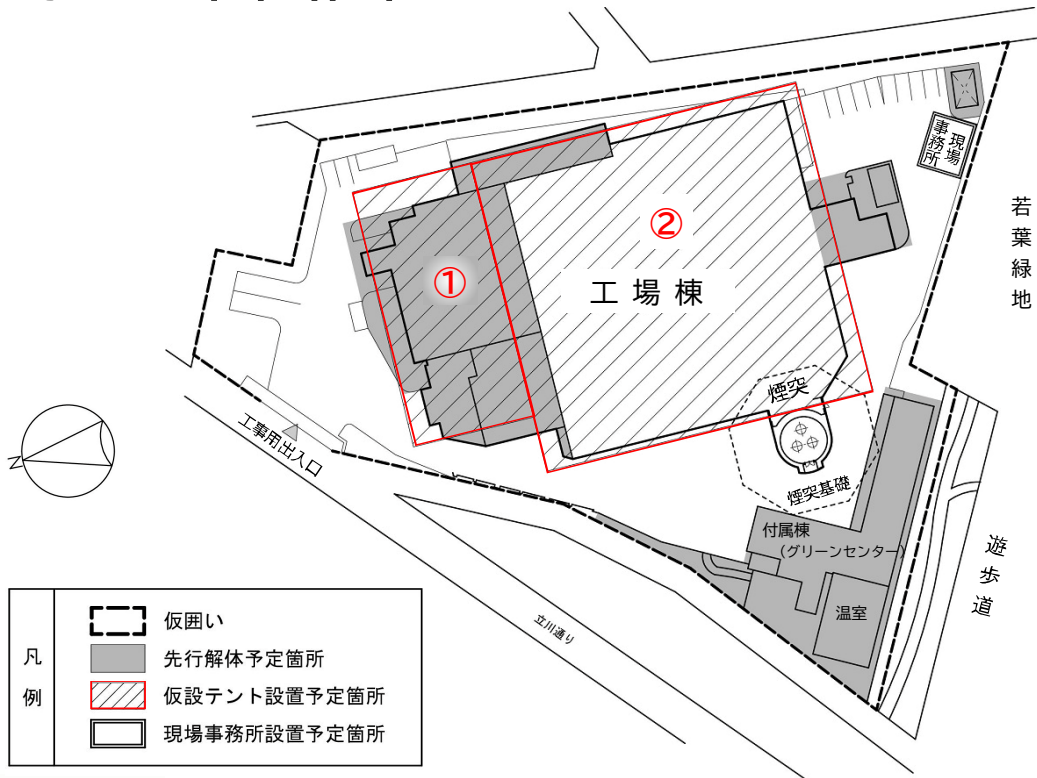 現場
事務所
若葉緑地
①
②
工場棟
煙突
煙突基礎
工事用出入口
N
付属棟
(グリーンセンター)
温室
遊歩道
立川通り
凡例
仮囲い
先行解体予定箇所
仮設テント設置予定箇所
現場事務所設置予定箇所